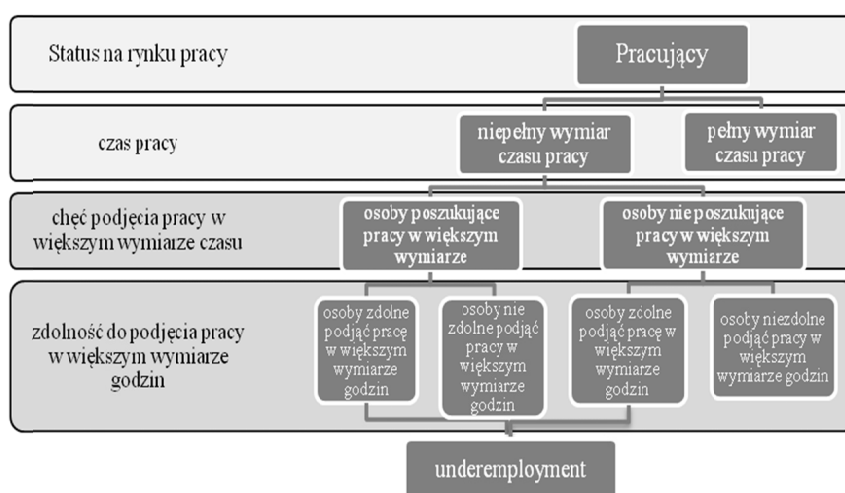 Status na rynku pracy
Pracujący
czas pracy
niepełny wymiar
czasu pracy
pełny wymiar
czasu pracy
chęć podjęcia pracy w
większym wymiarze czasu
osoby poszukujące
pracy w większym
wymiarze
osoby nie poszukujące
pracy w większym
wymiarze
zdolność do podjęcia pracy
w większym wymiarze
godzin
osoby zdolne
podjąć pracę
w większym
wymiarze
godzin
osoby nie
zdolne podjąć
pracy w
większym
wymiarze
godzin
osoby zdolne
podjąć pracę w
większym
wymiarze
godzin
osoby niezdolne
podjąć pracy w
większym
wymiarze godzin
underemployment